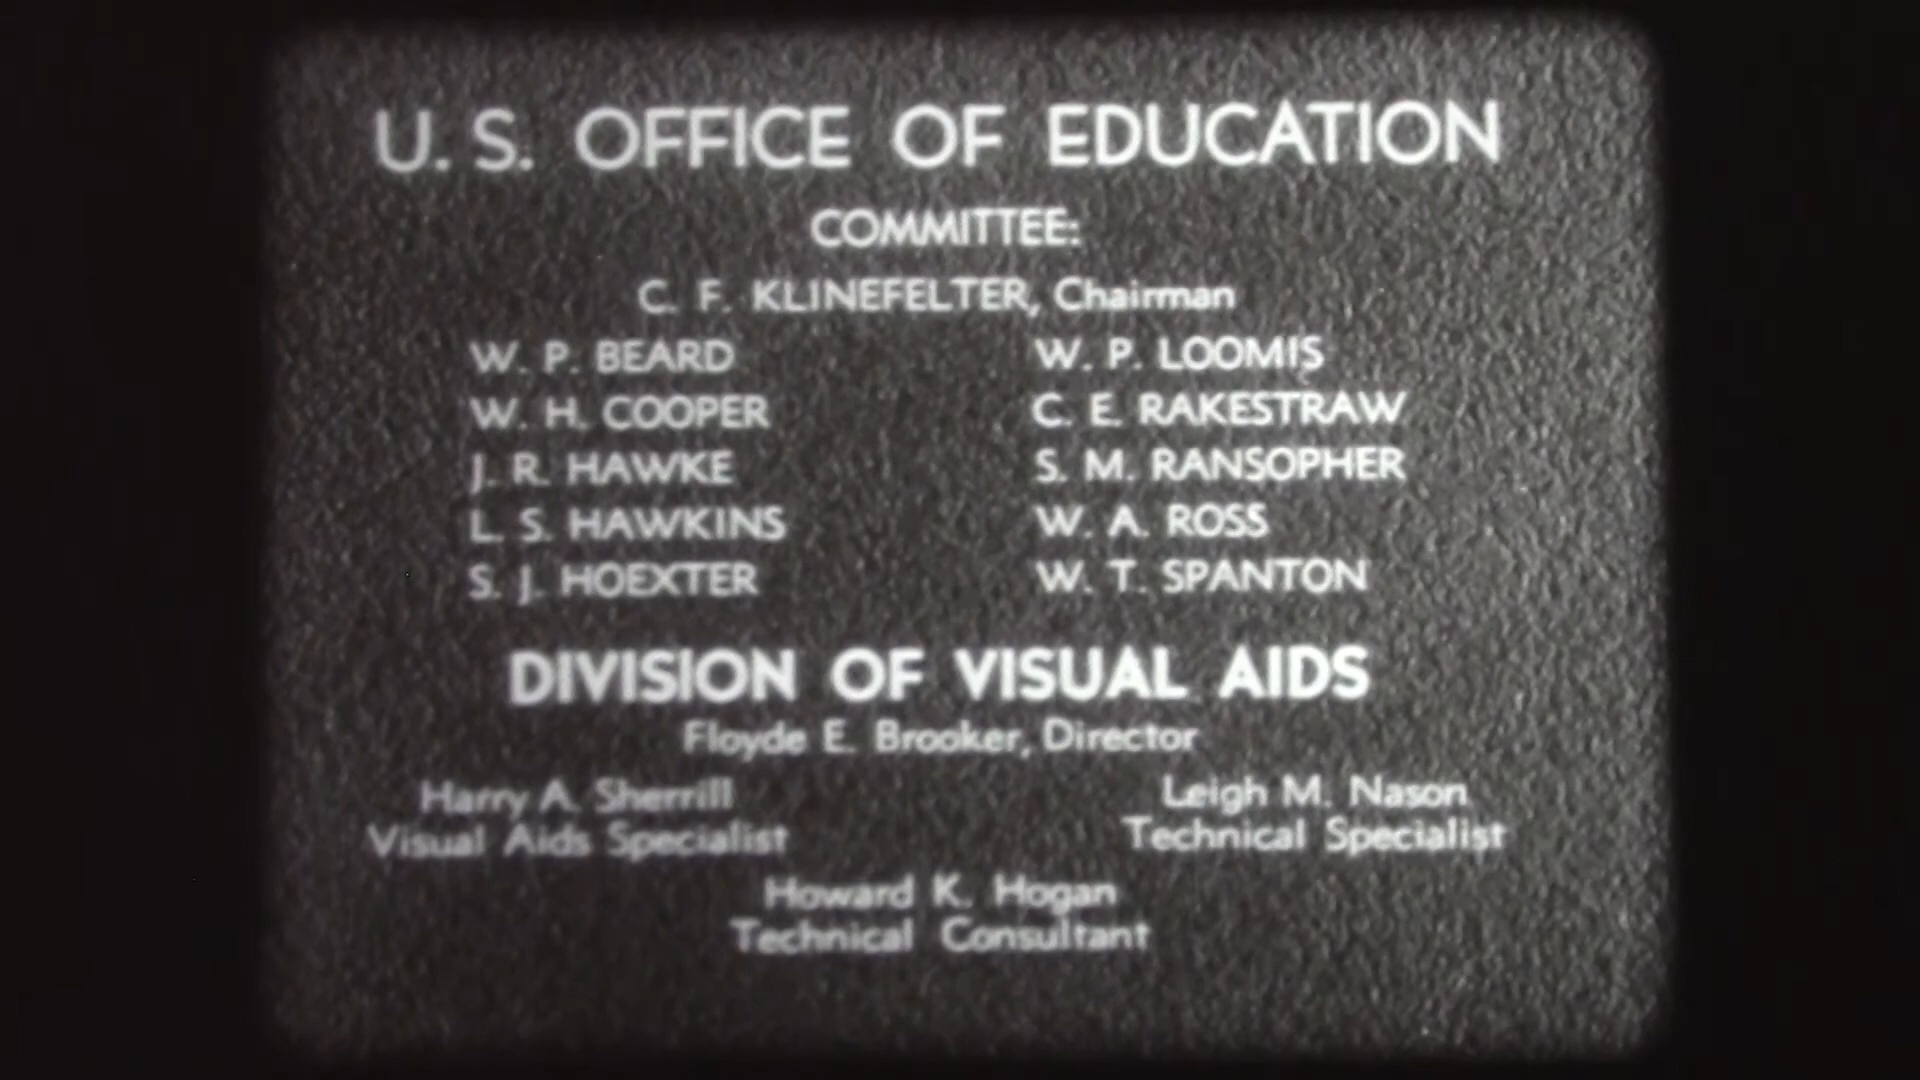 U. S. OFFICE OF EDUCATION
COMMITTEE:
C. F. KLINEFELTER, Chairman
W. P. BEARD
W. H. COOPER
J. R. HAWKE
L. S. HAWKINS
S. J. HOEXTER
W. P. LOOMIS
C. E. RAKESTRAW
S. M. RANSOPHER
W. A. ROSS
W. T. SPANTON
DIVISION OF VISUAL AIDS
Floyde E. Brooker, Director
Harry A. Sherrill
Visual Aids Specialist
Leigh M. Nason
Technical Specialist
Howard K. Hogan
Technical Consultant